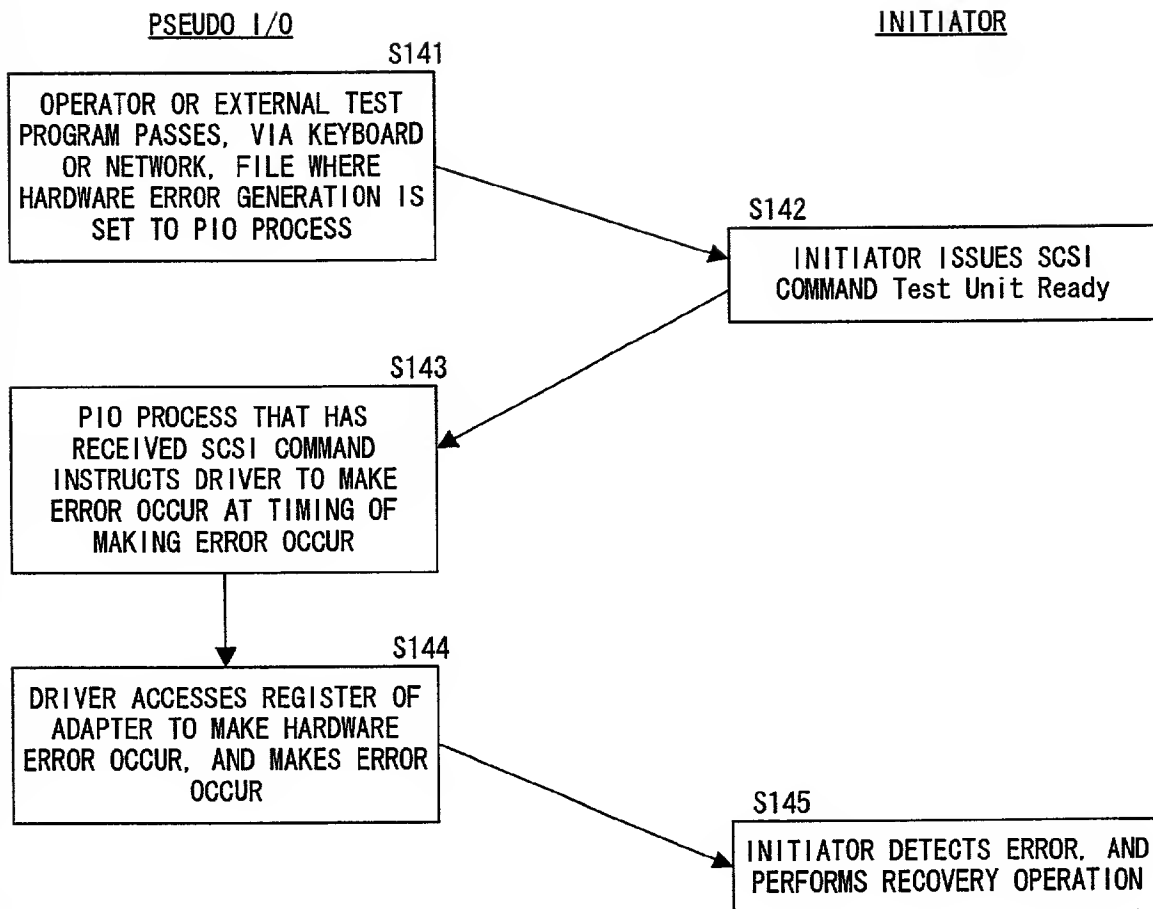 PSEUDO I/O
INITIATOR
S141
OPERATOR OR EXTERNAL TEST
PROGRAM PASSES, VIA KEYBOARD
OR NETWORK, FILE WHERE
HARDWARE ERROR GENERATION IS
SET TO PIO PROCESS
S142
INITIATOR ISSUES SCSI
COMMAND Test Unit Ready
S143
PIO PROCESS THAT HAS
RECEIVED SCSI COMMAND
INSTRUCTS DRIVER TO MAKE
ERROR OCCUR AT TIMING OF
MAKING ERROR OCCUR
S144
DRIVER ACCESSES REGISTER OF
ADAPTER TO MAKE HARDWARE
ERROR OCCUR, AND MAKES ERROR
OCCUR
S145
INITIATOR DETECTS ERROR, AND
PERFORMS RECOVERY OPERATION